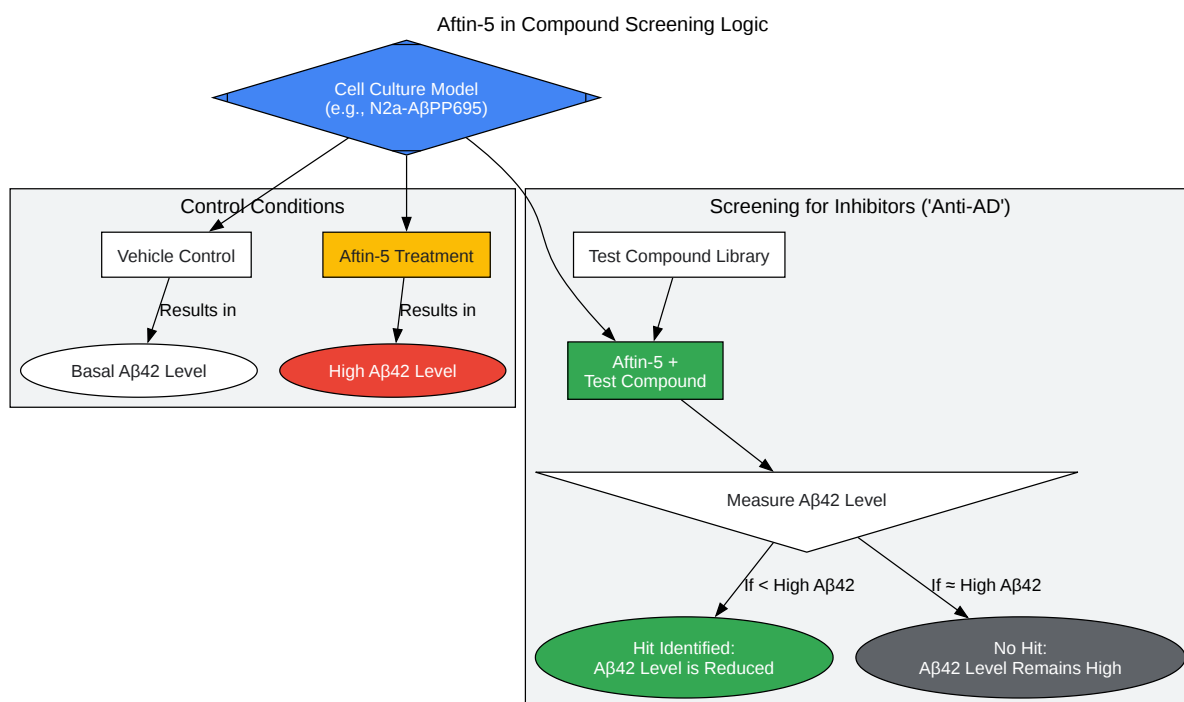 Aftin-5 in Compound Screening Logic
Cell Culture Model
(e.g., N2a-AβPP695)
Control Conditions
Screening for Inhibitors ('Anti-AD')
Vehicle Control
Aftin-5 Treatment
Test Compound Library
Results in
Results in
Basal Aβ42 Level
High Aβ42 Level
Aftin-5 +
Test Compound
Measure Aβ42 Level
If < High Aβ42
If ≈ High Aβ42
Hit Identified:
Aβ42 Level is Reduced
No Hit:
Aβ42 Level Remains High